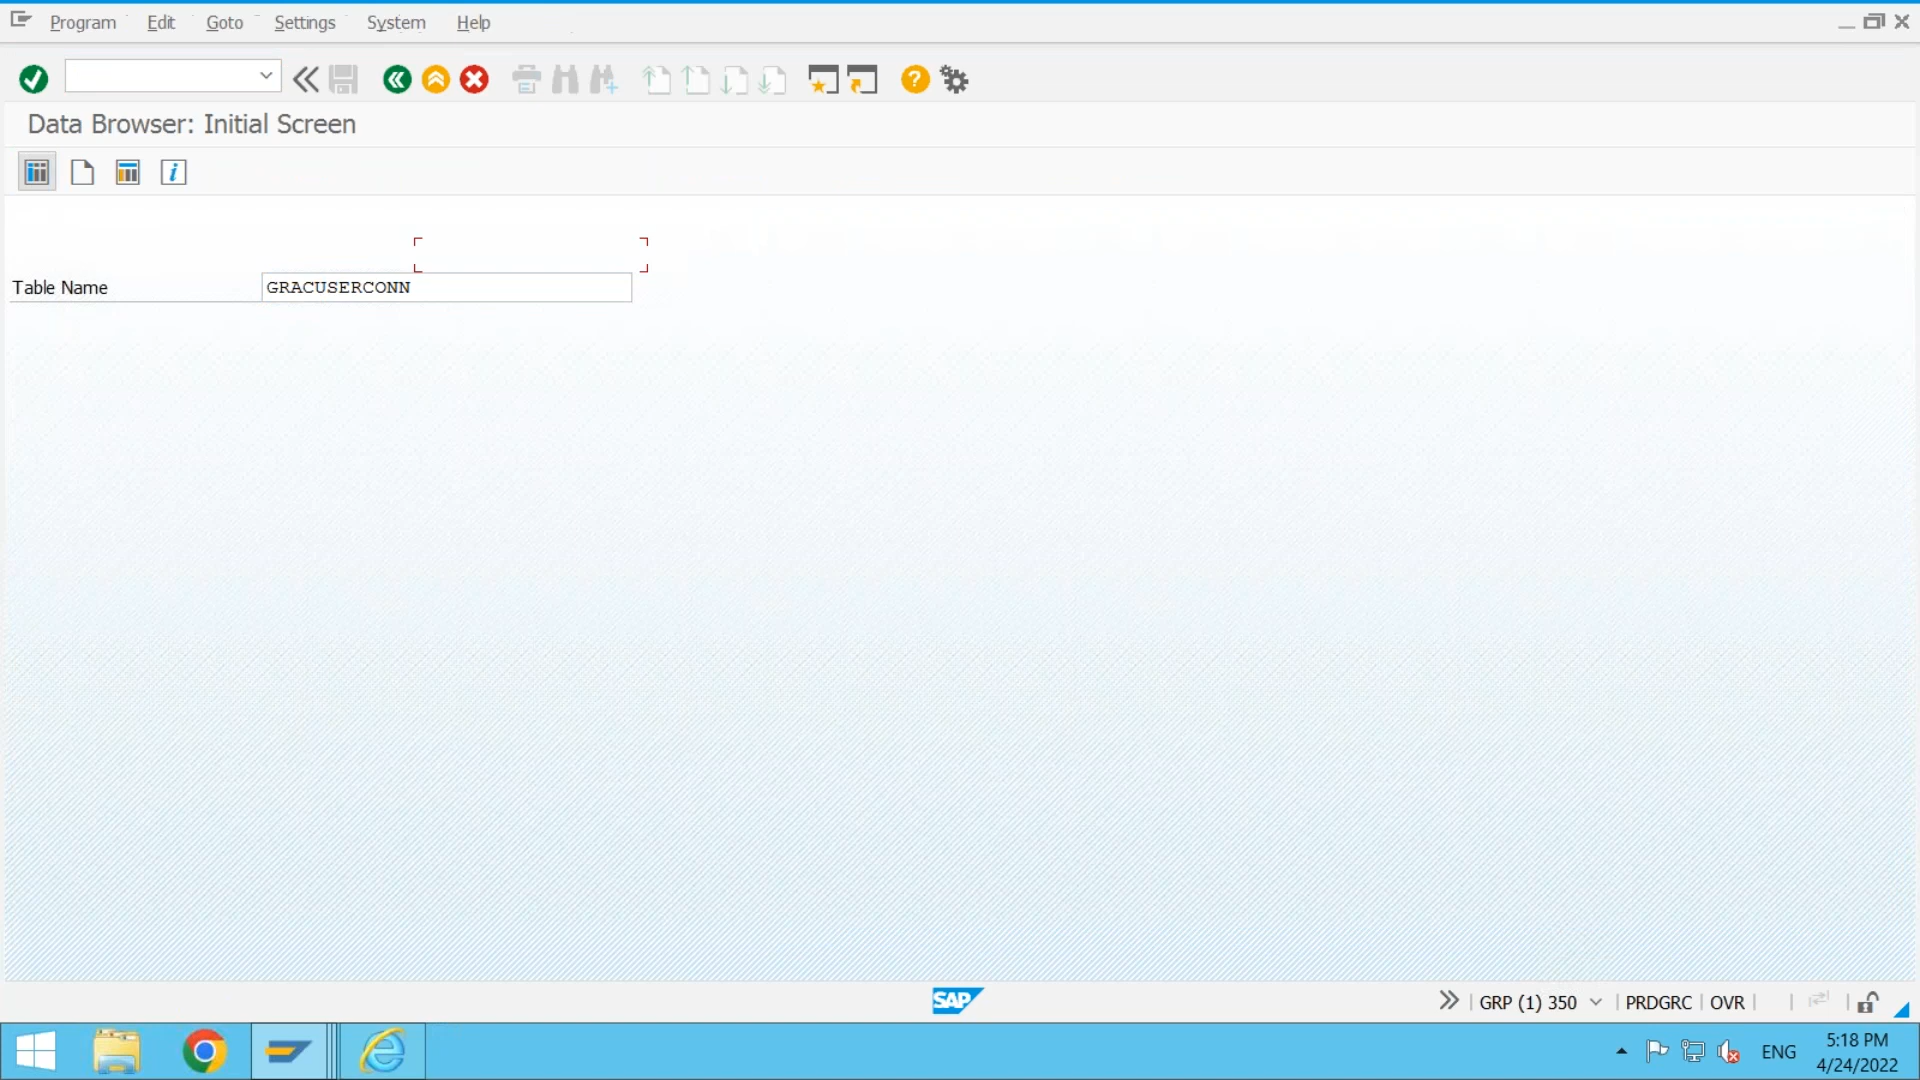 Program Edit Goto Settings System Help
Data Browser: Initial Screen
Table Name GRACUSERCONN
SAP GRP (1) 350 PRDGRC OVR
ENG 5:18 PM
4/24/2022